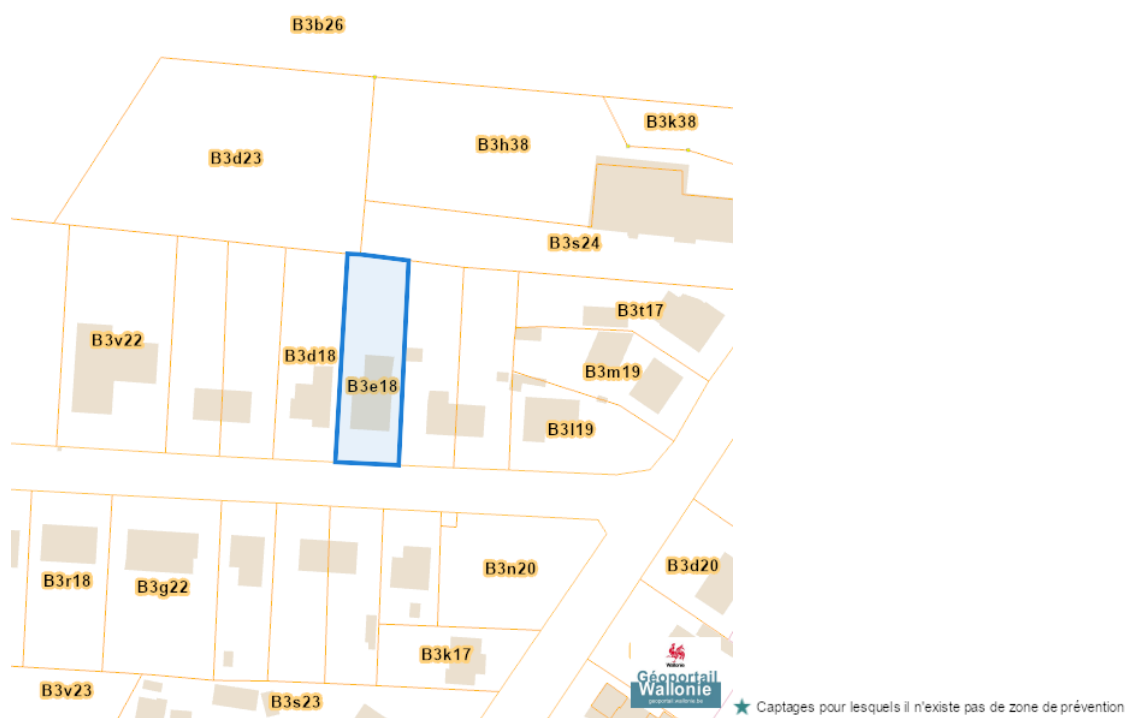 B3b26
B3k38
B3h38
B3d23
B3s24
B3t17
B3v22
B3d18
B3m19
B3e18
B3l19
B3n20
B3d20
B3r18
B3g22
B3k17
Wallonie
Géoportail
Wallonie
geoportail.wallonie.be
B3v23
B3s23
Captages pour lesquels il n'existe pas de zone de prévention